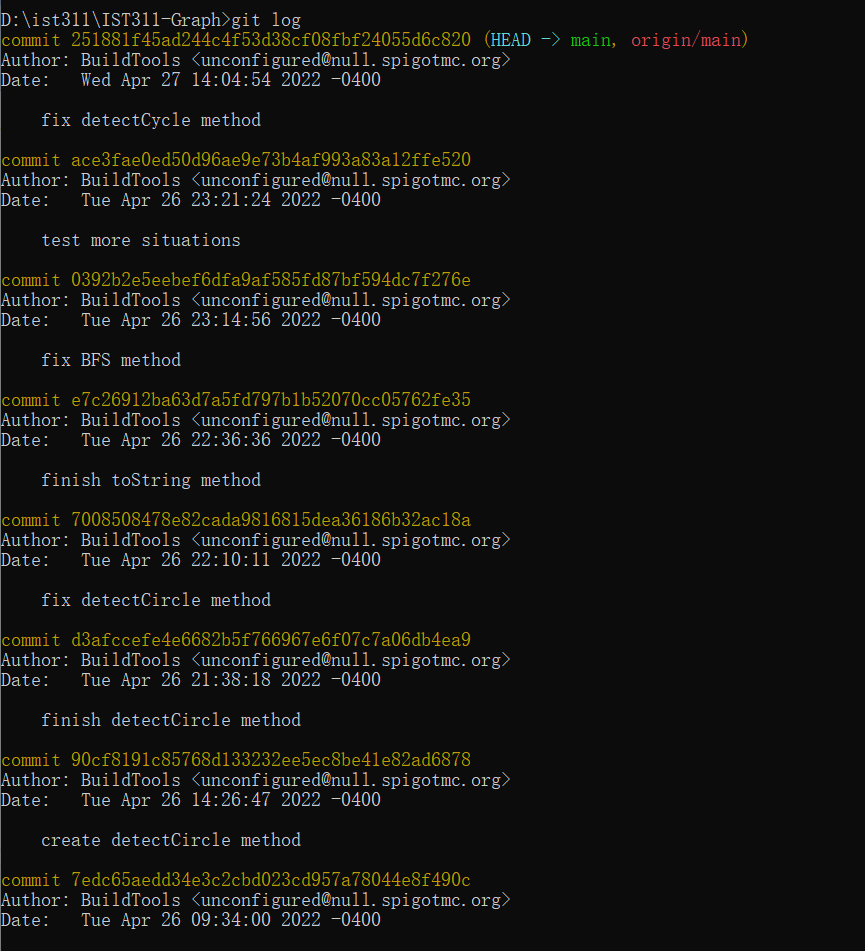 D:\ist311\IST311-Graph>git log
commit 251881f45ad244c4f53d38cf08fbf24055d6c820 (HEAD -> main, origin/main)
Author: BuildTools <unconfigured@null.spigotmc.org>
Date:   Wed Apr 27 14:04:54 2022 -0400
    fix detectCycle method
commit ace3fae0ed50d96ae9e73b4af993a83a12ffe520
Author: BuildTools <unconfigured@null.spigotmc.org>
Date:   Tue Apr 26 23:21:24 2022 -0400
    test more situations
commit 0392b2e5eebef6dfa9af585fd87bf594dc7f276e
Author: BuildTools <unconfigured@null.spigotmc.org>
Date:   Tue Apr 26 23:14:56 2022 -0400
    fix BFS method
commit e7c26912ba63d7a5fd797b1b52070cc05762fe35
Author: BuildTools <unconfigured@null.spigotmc.org>
Date:   Tue Apr 26 22:36:36 2022 -0400
    finish toString method
commit 7008508478e82cada9816815dea36186b32ac18a
Author: BuildTools <unconfigured@null.spigotmc.org>
Date:   Tue Apr 26 22:10:11 2022 -0400
    fix detectCircle method
commit d3afccefe4e6682b5f766967e6f07c7a06db4ea9
Author: BuildTools <unconfigured@null.spigotmc.org>
Date:   Tue Apr 26 21:38:18 2022 -0400
    finish detectCircle method
commit 90cf8191c85768d133232ee5ec8be41e82ad6878
Author: BuildTools <unconfigured@null.spigotmc.org>
Date:   Tue Apr 26 14:26:47 2022 -0400
    create detectCircle method
commit 7edc65aedd34e3c2cbd023cd957a78044e8f490c
Author: BuildTools <unconfigured@null.spigotmc.org>
Date:   Tue Apr 26 09:34:00 2022 -0400